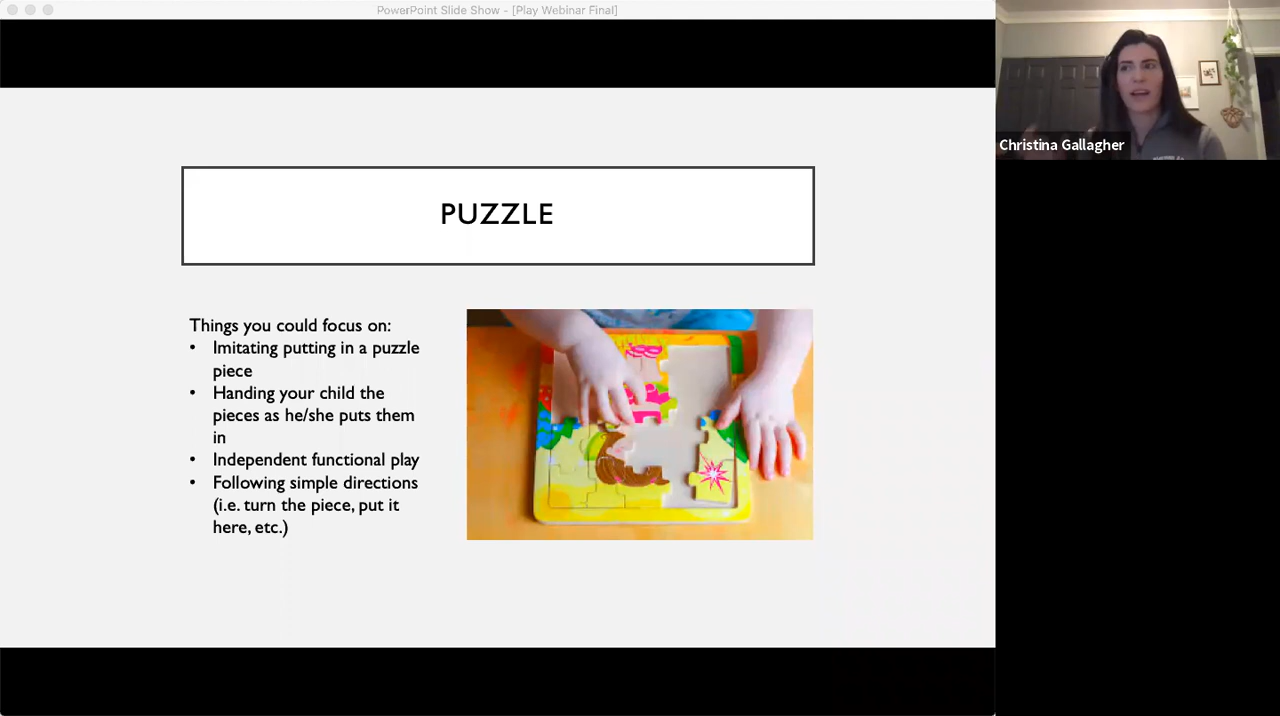 PowerPoint Slide Show - [Play Webinar Final]
Christina Gallagher
PUZZLE
Things you could focus on:
• Imitating putting in a puzzle
piece
• Handing your child the
pieces as he/she puts them
in
• Independent functional play
• Following simple directions
(i.e. turn the piece, put it
here, etc.)